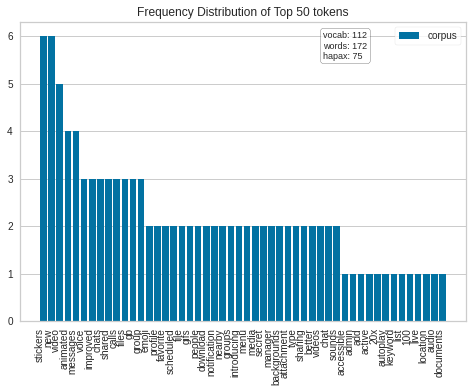 Frequency Distribution of Top 50 tokens
vocab: 112
words: 172
hapax: 75
corpus
6
5
4
3
2
1
0
stickers
new
video
animated
messages
voice
improved
chats
shared
calls
files
gb
group
emoji
profile
favorite
scheduled
file
gifs
people
download
notification
nearby
groups
introducing
menu
media
secret
manager
backgrounds
attachment
type
sharing
better
videos
chat
sounds
accessible
admin
add
active
20x
autoplay
keyword
list
100
live
location
audio
documents